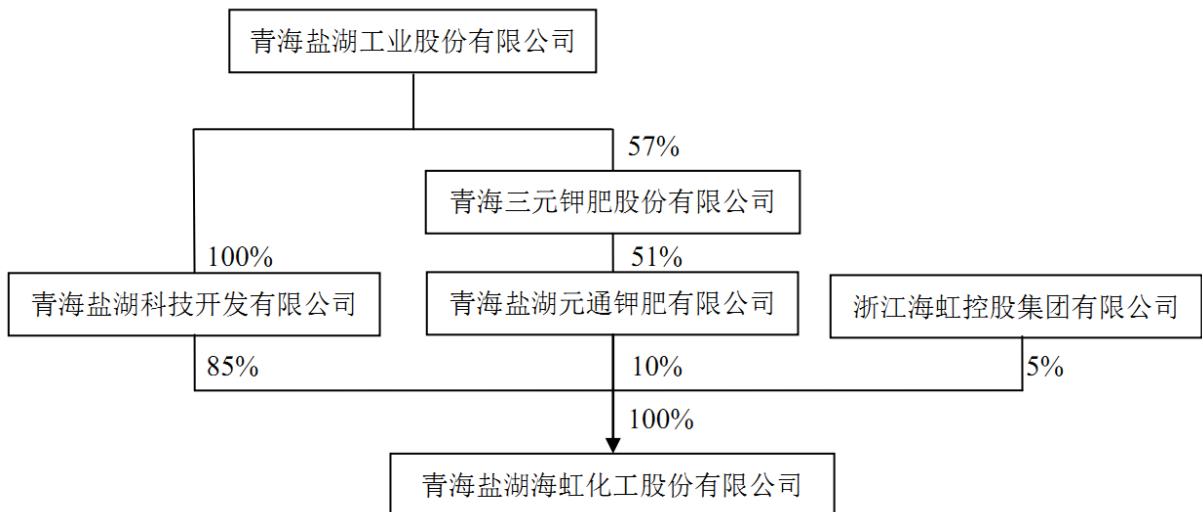 青海盐湖工业股份有限公司
57%
青海三元钾肥股份有限公司
100%
51%
青海盐湖科技开发有限公司
青海盐湖元通钾肥有限公司
浙江海虹控股集团有限公司
85%
10%
5%
100%
青海盐湖海虹化工股份有限公司